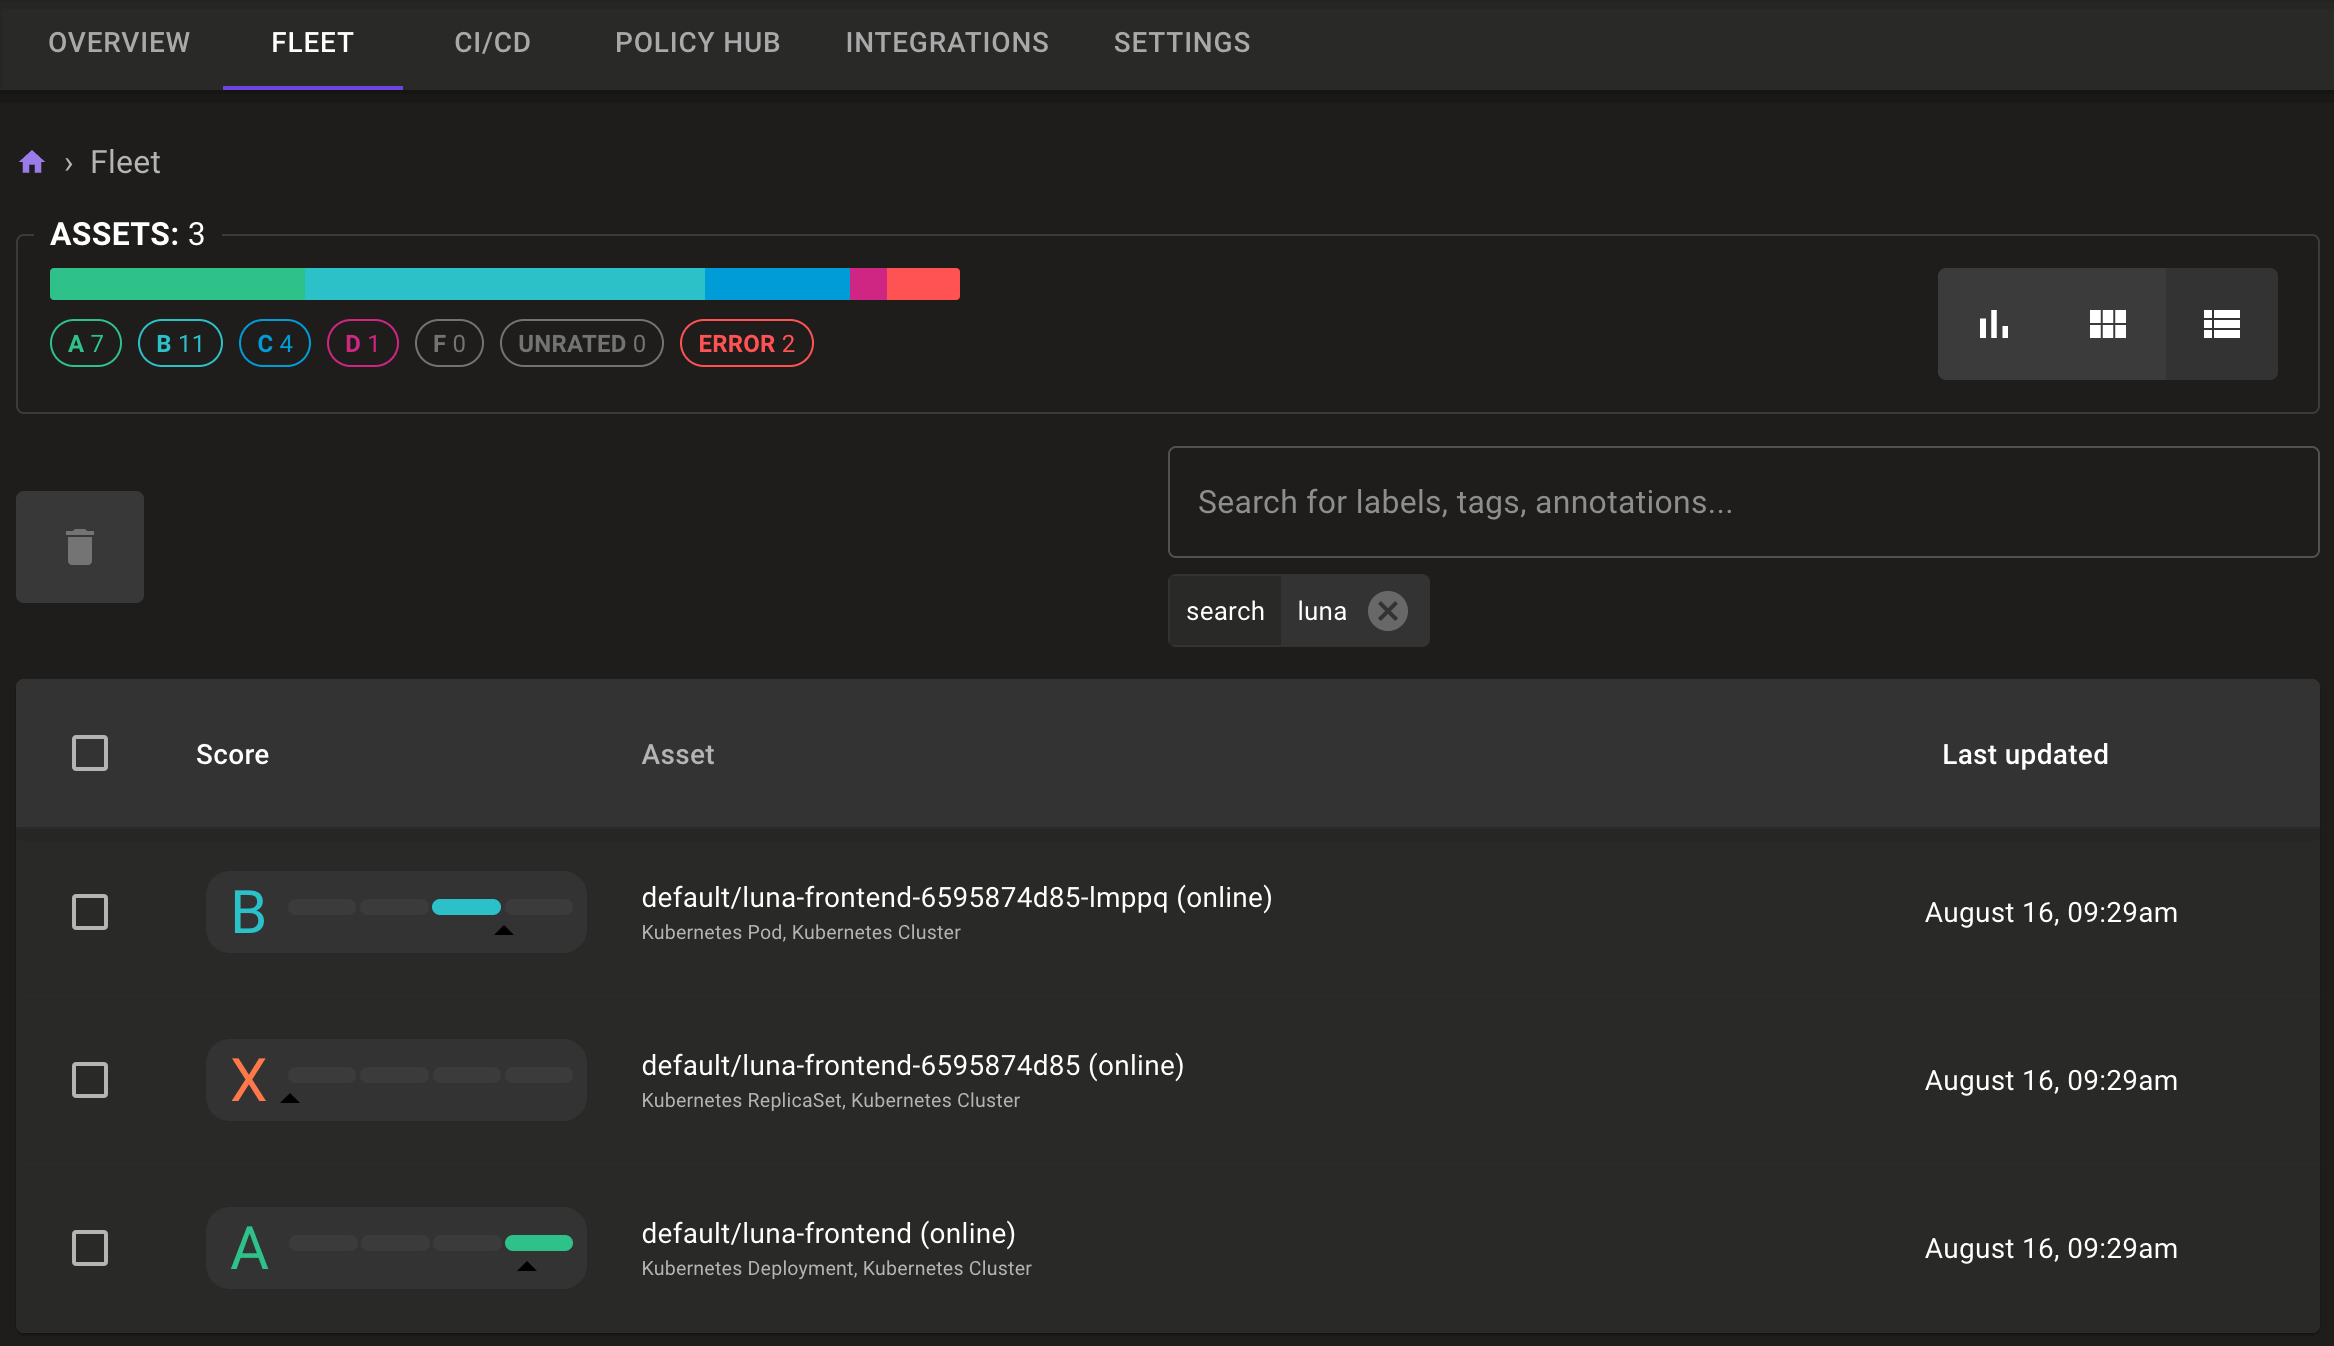 OVERVIEW FLEET CI/CD POLICY HUB INTEGRATIONS SETTINGS
› Fleet
ASSETS: 3
A 7 B 11 C 4 D 1 F 0 UNRATED 0 ERROR 2
Search for labels, tags, annotations...
search luna
Score Asset Last updated
B default/luna-frontend-6595874d85-lmppq (online) August 16, 09:29am
Kubernetes Pod, Kubernetes Cluster
X default/luna-frontend-6595874d85 (online) August 16, 09:29am
Kubernetes ReplicaSet, Kubernetes Cluster
A default/luna-frontend (online) August 16, 09:29am
Kubernetes Deployment, Kubernetes Cluster